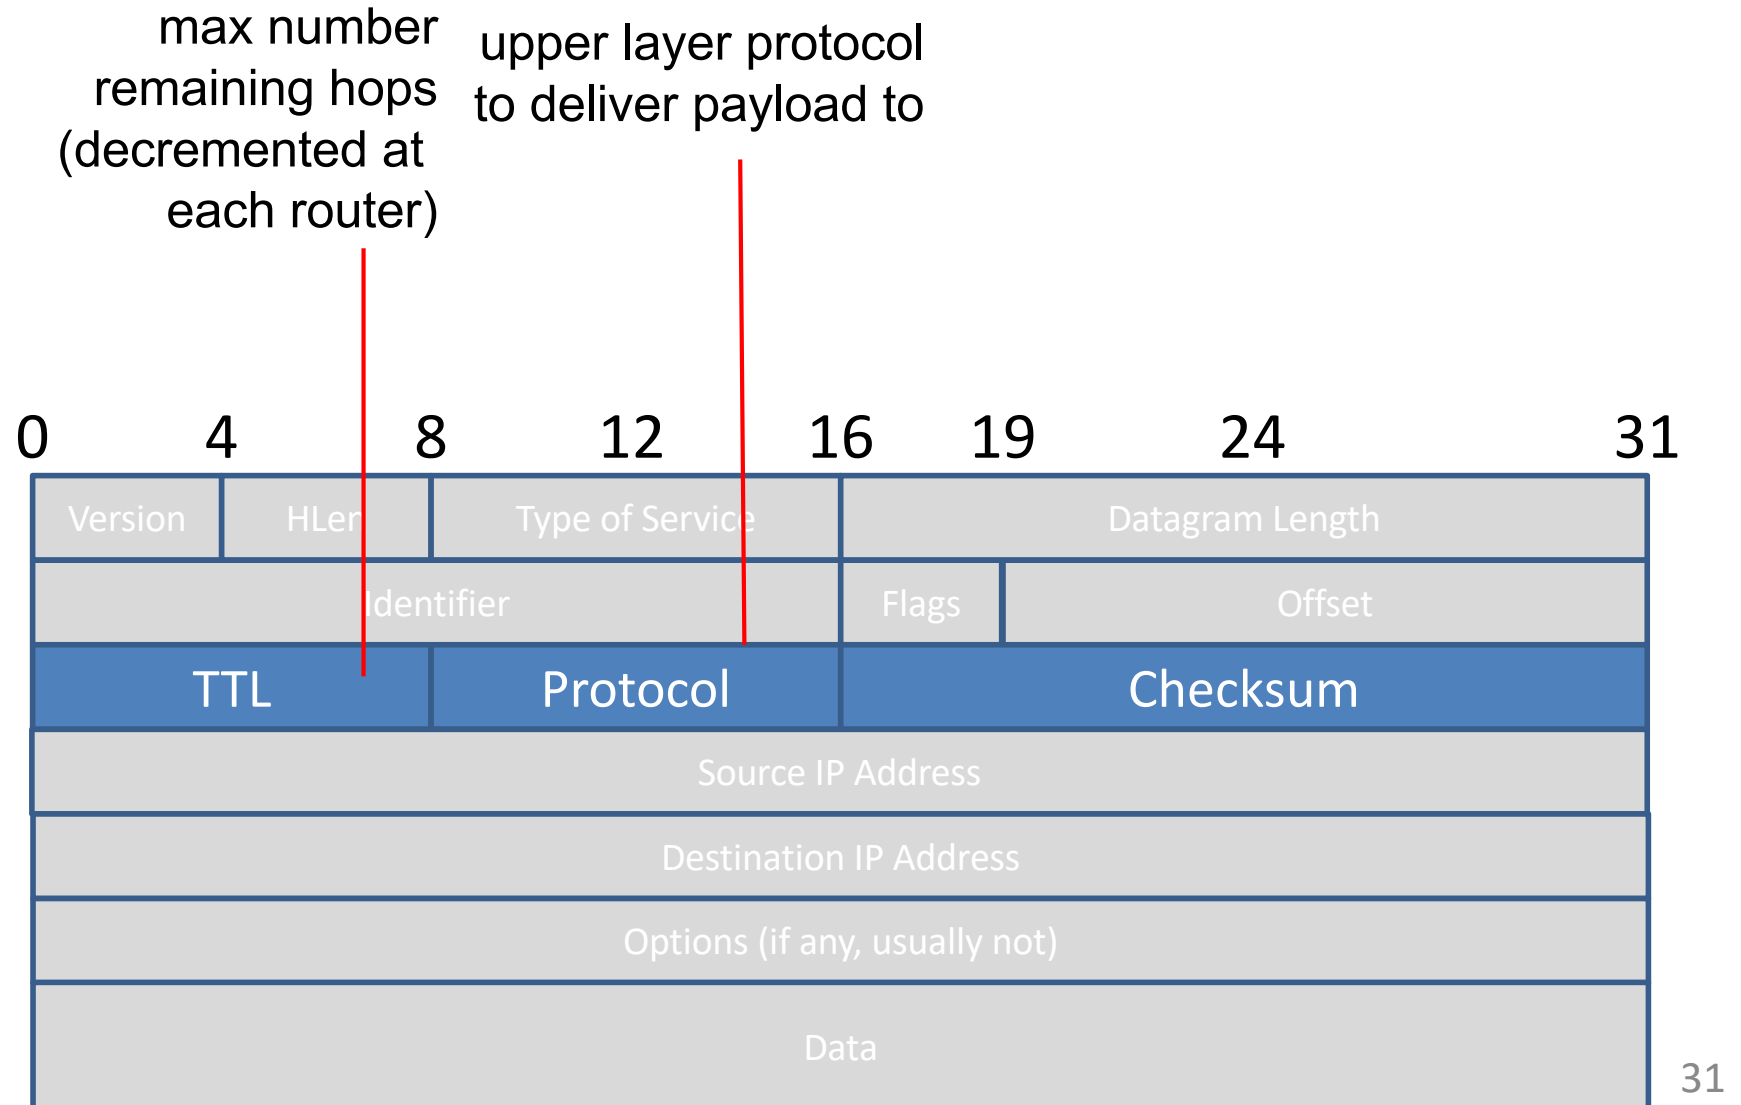 max number
remaining hops
(decremented at
each router)
upper layer protocol
to deliver payload to
0 4 8 12 16 19 24 31
Version HLen Type of Service Datagram Length
Identifier Flags Offset
TTL Protocol Checksum
Source IP Address
Destination IP Address
Options (if any, usually not)
Data
31